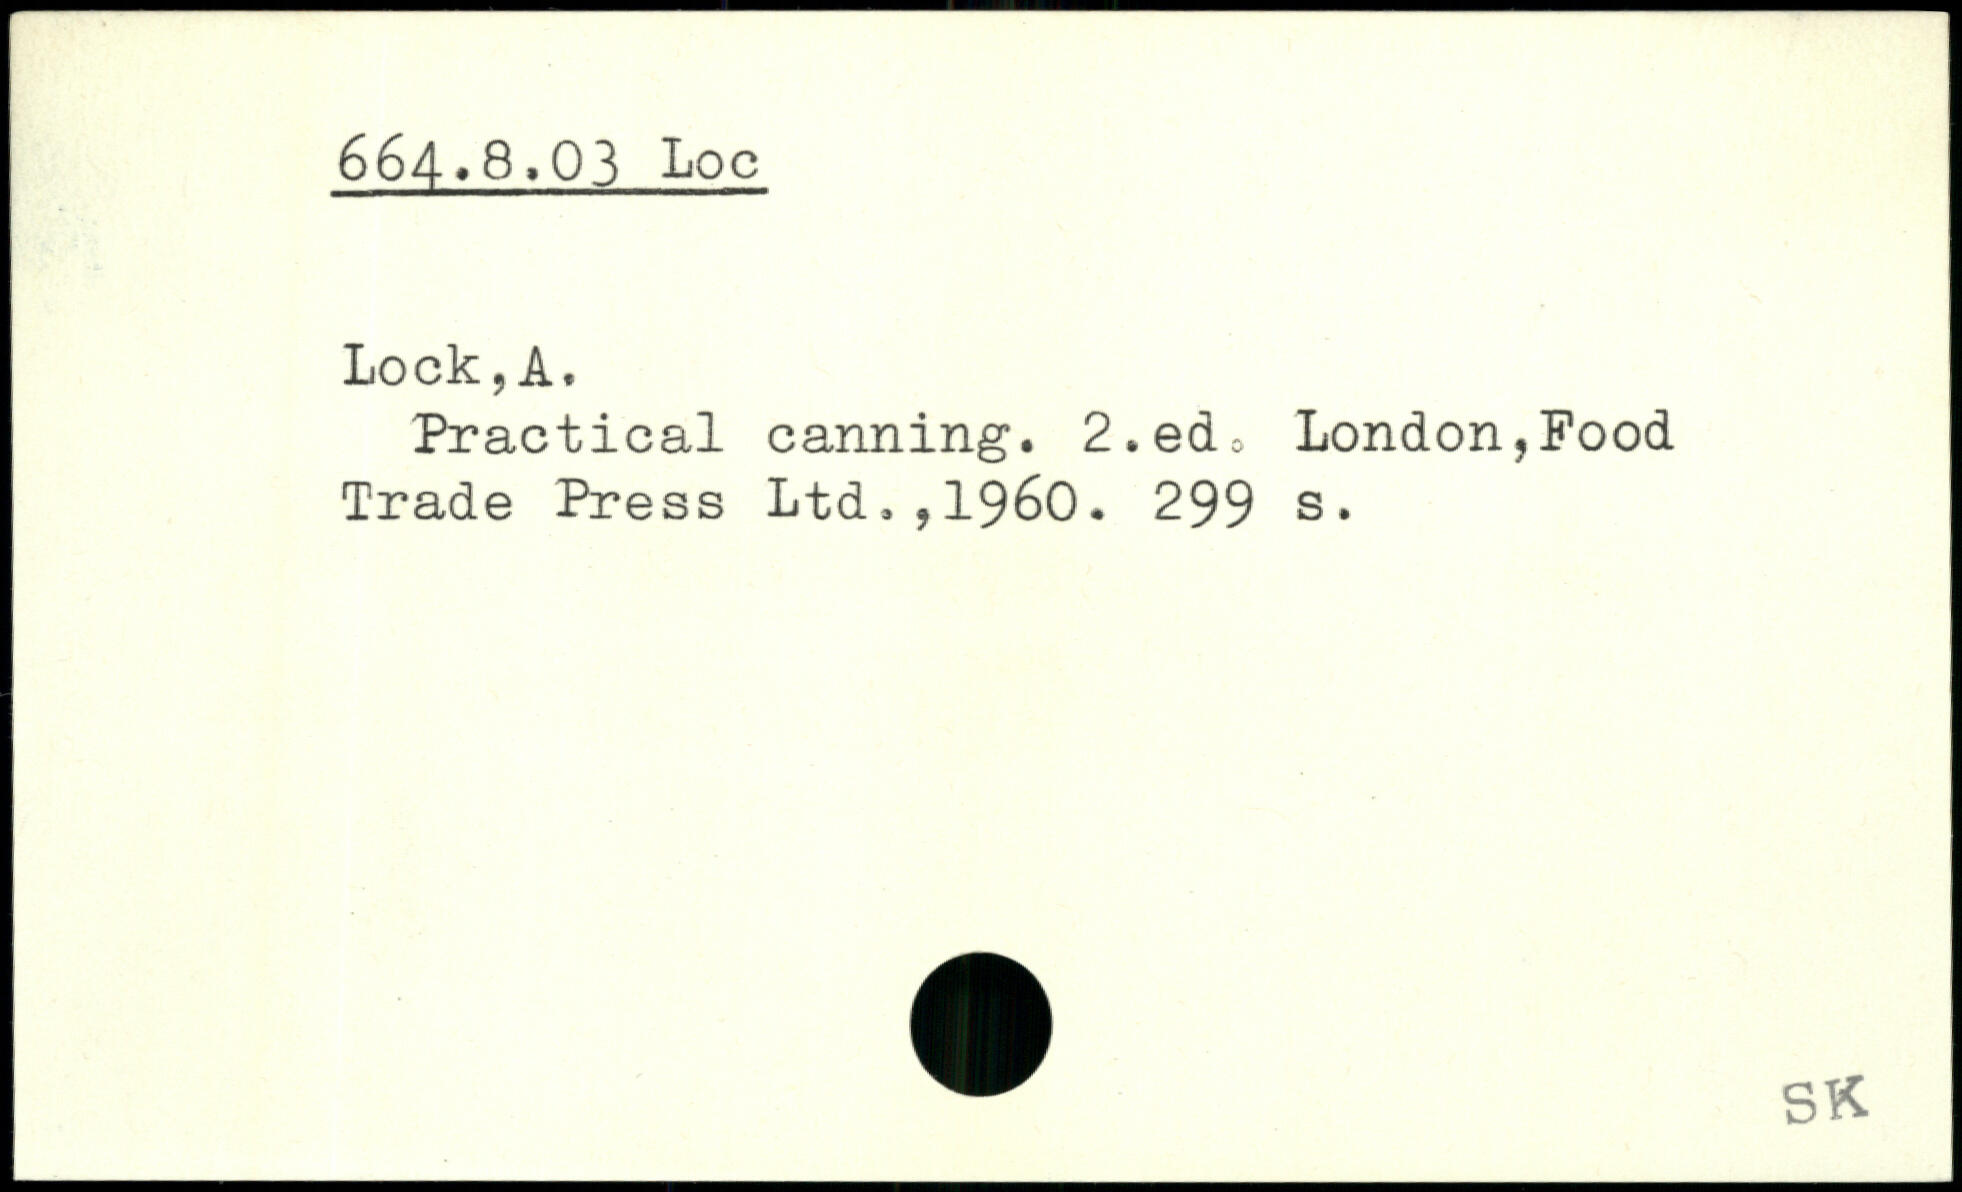 664.8.03 Loc
Lock,A.
Practical canning. 2.ed. London,Food
Trade Press Ltd.,1960. 299 s.
SK